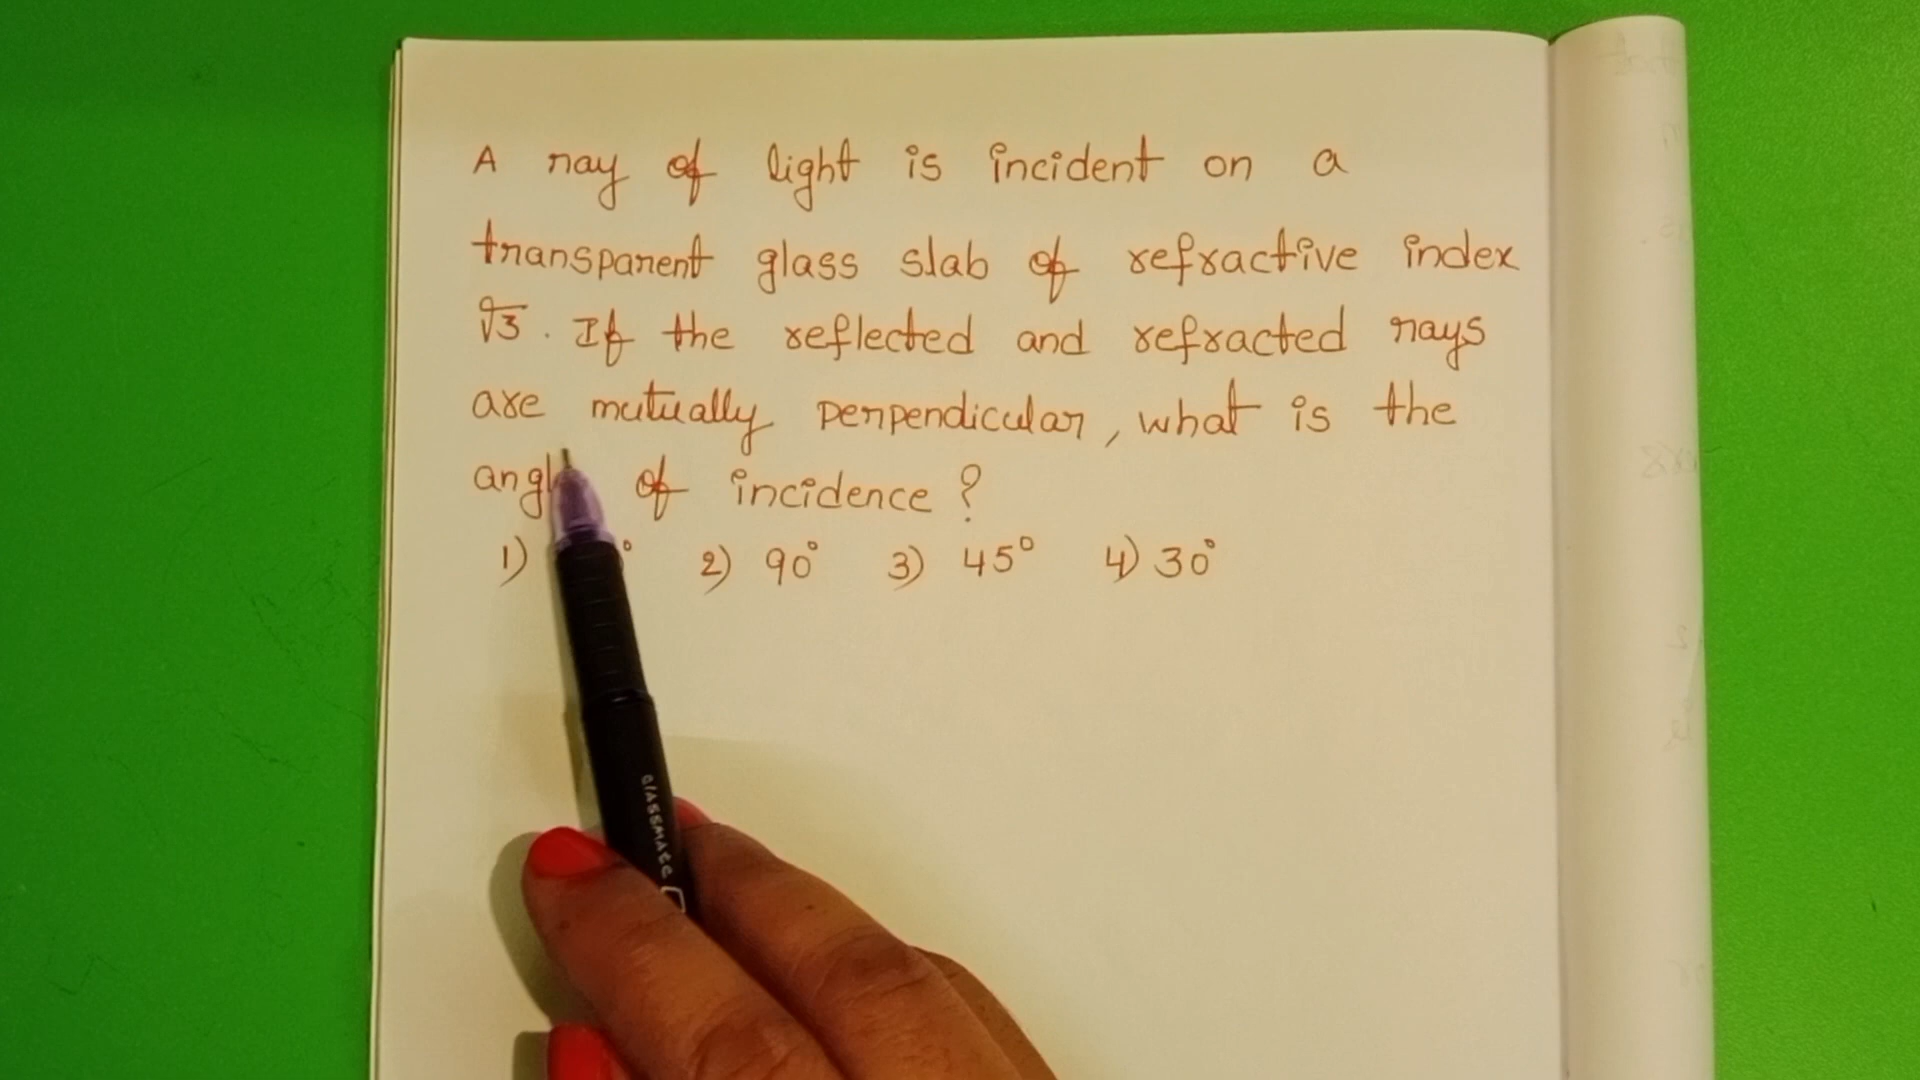 A ray of light is incident on a
transparent glass slab of refractive index
√3. If the reflected and refracted rays
are mutually perpendicular, what is the
of incidence?
1) ° 2) 90° 3) 45° 4) 30°
classmate